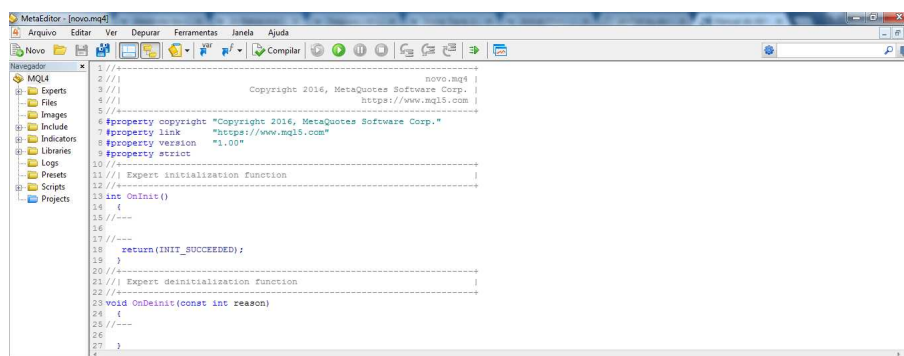 MetaEditor - [novo.mq4]
Arquivo Editar Ver Depurar Ferramentas Janela Ajuda
Novo var f Compilar
Navegador x
MQL4
Experts
Files
Images
Include
Indicators
Libraries
Logs
Presets
Scripts
Projects
1 //+------------------------------------------------------------------+
2 //| novo.mq4 |
3 //| Copyright 2016, MetaQuotes Software Corp. |
4 //| https://www.mql5.com |
5 //+------------------------------------------------------------------+
6 #property copyright "Copyright 2016, MetaQuotes Software Corp."
7 #property link "https://www.mql5.com"
8 #property version "1.00"
9 #property strict
10 //+------------------------------------------------------------------+
11 //| Expert initialization function |
12 //+------------------------------------------------------------------+
13 int OnInit()
14 {
15 //---
16
17 //---
18 return(INIT_SUCCEEDED);
19 }
20 //+------------------------------------------------------------------+
21 //| Expert deinitialization function |
22 //+------------------------------------------------------------------+
23 void OnDeinit(const int reason)
24 {
25 //---
26
27 }